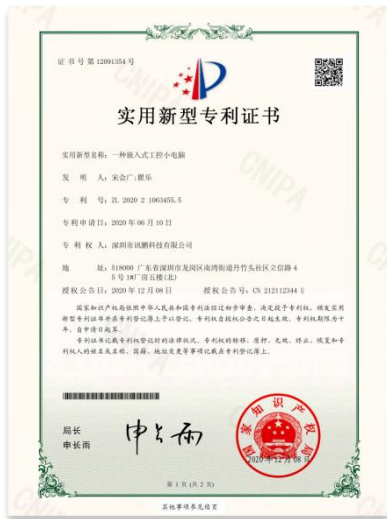 证书号第12091354号
实用新型专利证书
实用新型名称：一种嵌入式工控小电脑
发 明 人：宋会广;瞿乐
专 利 号：ZL 2020 2 1063455.5
专利申请日：2020年06月10日
专 利 权 人：深圳市讯鹏科技有限公司
地 址：518000 广东省深圳市龙岗区南湾街道丹竹头社区立信路4
5号1#厂房五楼(北)
授权公告日：2020年12月08日 授权公告号：CN 212112344 U
国家知识产权局依照中华人民共和国专利法经过初步审查，决定授予专利权，颁发实用
新型专利证书并在专利登记簿上予以登记。专利权自授权公告之日起生效。专利权期限为十
年，自申请日起算。
专利证书记载专利权登记时的法律状况。专利权的转移、质押、无效、终止、恢复和专
利权人的姓名或名称、国籍、地址变更等事项记载在专利登记簿上。
局长
申长雨
申长雨
国家知识产权局
2020年12月08日
第 1 页 (共 2 页)
其他事项参见续页
CNIPA